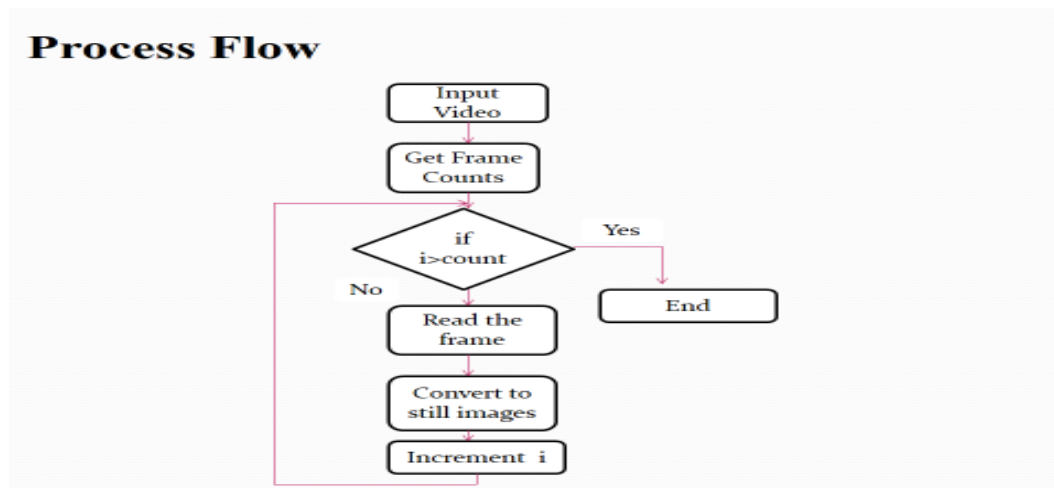 Process Flow
Input
Video
Get Frame
Counts
if
i>count
Yes
No
End
Read the
frame
Convert to
still images
Increment i